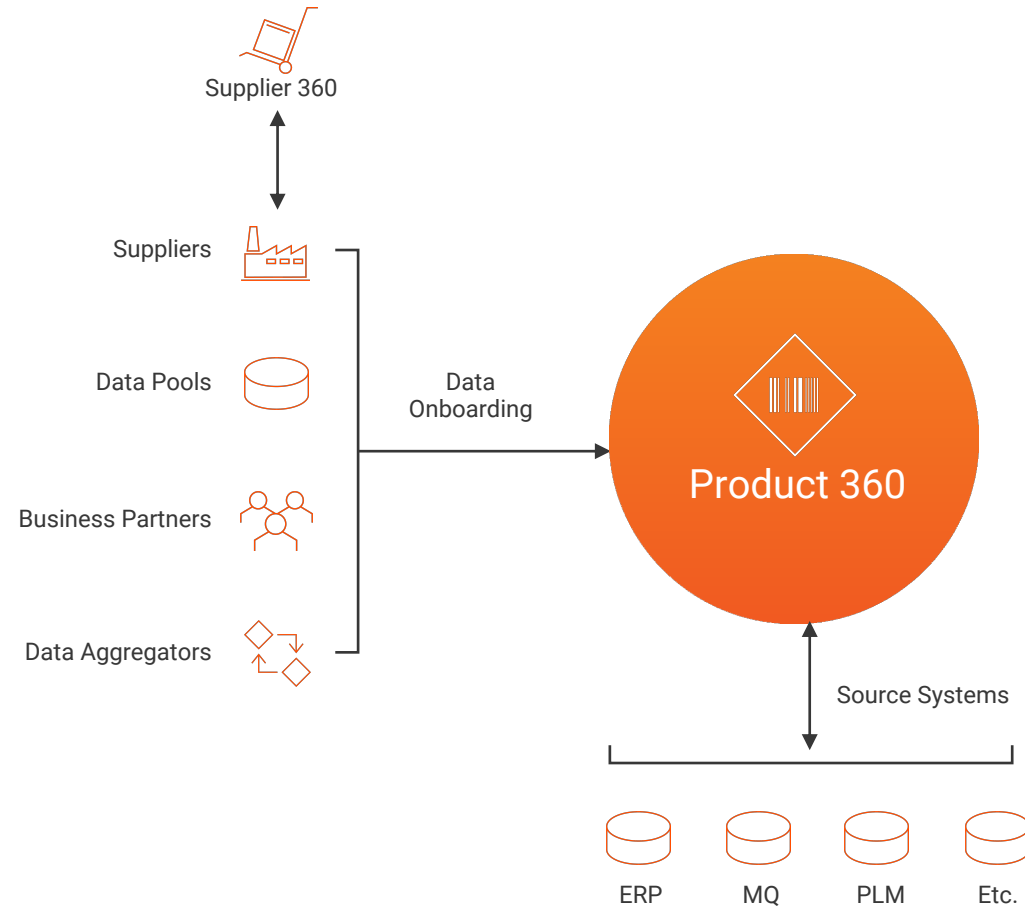 Supplier 360
Suppliers
Data Pools
Data
Onboarding
Business Partners
Data Aggregators
Product 360
Source Systems
ERP
MQ
PLM
Etc.